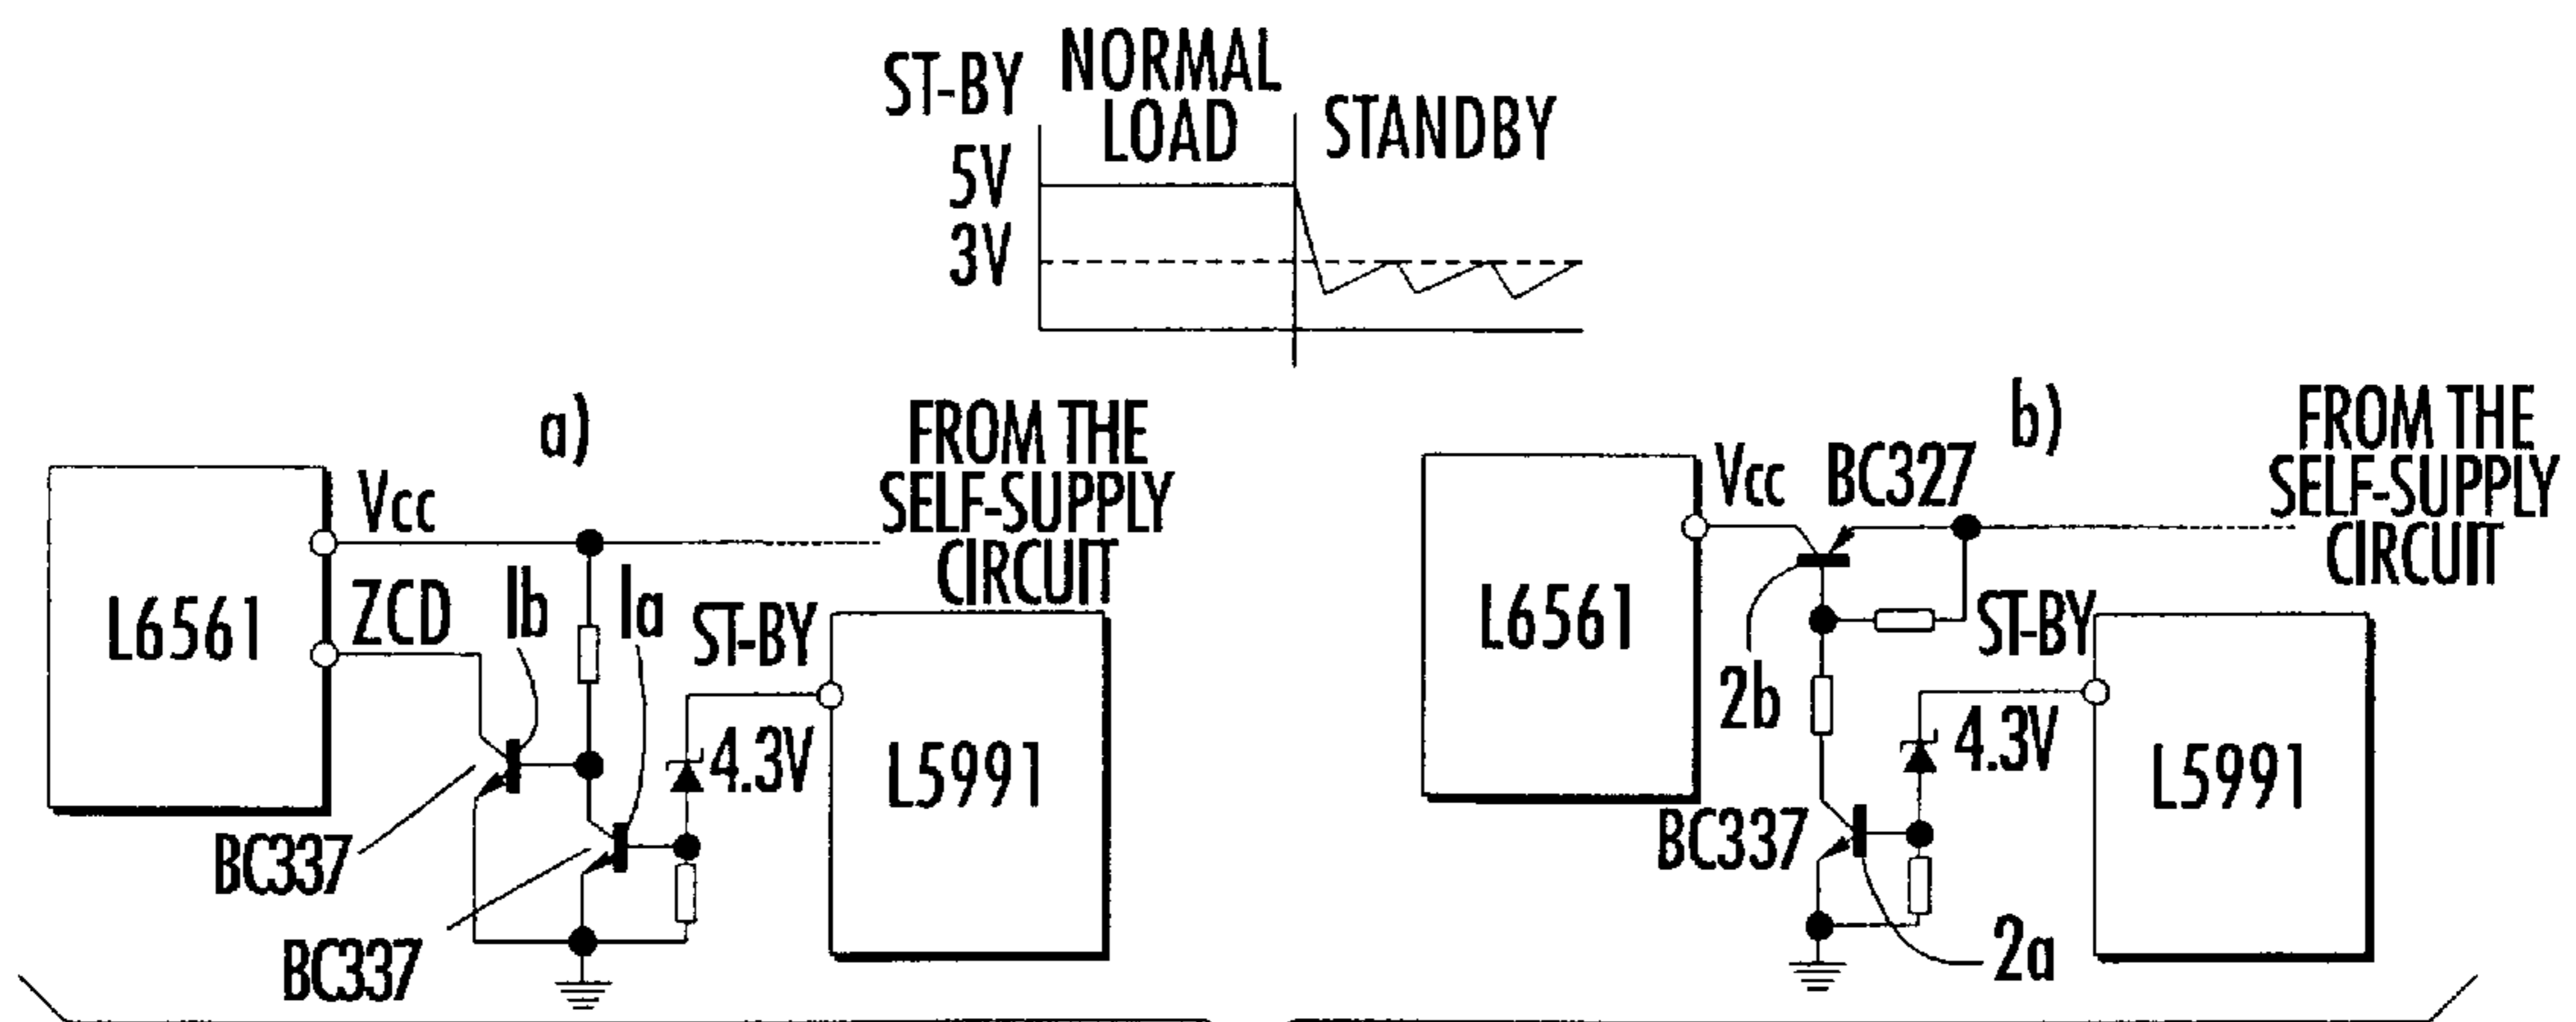 ST-BY
NORMAL
LOAD
STANDBY
5V
3V
a)
FROM THE
SELF-SUPPLY
CIRCUIT
Vcc
ZCD
1b
1a
ST-BY
L6561
4.3V
L5991
BC337
BC337
b)
FROM THE
SELF-SUPPLY
CIRCUIT
Vcc
BC327
L6561
ST-BY
2b
4.3V
L5991
BC337
2a